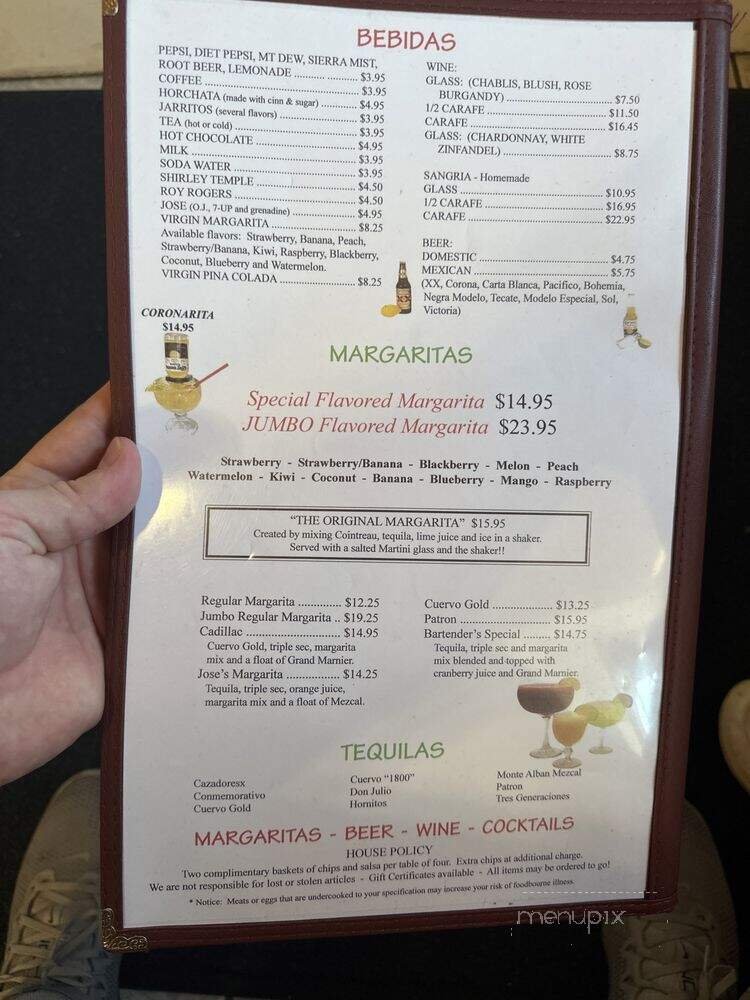 BEBIDAS
PEPSI, DIET PEPSI, MT DEW, SIERRA MIST,
ROOT BEER, LEMONADE ........... ......... $3.95
COFFEE ............................................. $3.95
HORCHATA (made with cinn & sugar) ........... $4.95
JARRITOS (several flavors) ........................ $3.95
TEA (hot or cold) ................................... $3.95
HOT CHOCOLATE ............................ $4.95
MILK ................................................ $3.95
SODA WATER .................................. $3.95
SHIRLEY TEMPLE ............................ $4.50
ROY ROGERS .................................. $4.50
JOSE (O.J., 7-UP and grenadine) ................... $4.95
VIRGIN MARGARITA ........................ $8.25
Available flavors: Strawberry, Banana, Peach,
Strawberry/Banana, Kiwi, Raspberry, Blackberry,
Coconut, Blueberry and Watermelon.
VIRGIN PINA COLADA ...................... $8.25
WINE:
GLASS: (CHABLIS, BLUSH, ROSE
BURGANDY) ................................ $7.50
1/2 CARAFE ..................................... $11.50
CARAFE .......................................... $16.45
GLASS: (CHARDONNAY, WHITE
ZINFANDEL) ................................ $8.75
SANGRIA - Homemade
GLASS ............................................ $10.95
1/2 CARAFE ..................................... $16.95
CARAFE .......................................... $22.95
BEER:
DOMESTIC ...................................... $4.75
MEXICAN ........................................ $5.75
(XX, Corona, Carta Blanca, Pacifico, Bohemia,
Negra Modelo, Tecate, Modelo Especial, Sol,
Victoria)
CORONARITA
$14.95
MARGARITAS
Special Flavored Margarita $14.95
JUMBO Flavored Margarita $23.95
Strawberry - Strawberry/Banana - Blackberry - Melon - Peach
Watermelon - Kiwi - Coconut - Banana - Blueberry - Mango - Raspberry
"THE ORIGINAL MARGARITA" $15.95
Created by mixing Cointreau, tequila, lime juice and ice in a shaker.
Served with a salted Martini glass and the shaker!!
Regular Margarita ............. $12.25
Jumbo Regular Margarita .. $19.25
Cadillac ............................ $14.95
Cuervo Gold, triple sec, margarita
mix and a float of Grand Marnier.
Jose's Margarita ................. $14.25
Tequila, triple sec, orange juice,
margarita mix and a float of Mezcal.
Cuervo Gold .................... $13.25
Patron .............................. $15.95
Bartender's Special ......... $14.75
Tequila, triple sec and margarita
mix blended and topped with
cranberry juice and Grand Marnier.
TEQUILAS
Cazadoresx
Conmemorativo
Cuervo Gold
Cuervo "1800"
Don Julio
Hornitos
Monte Alban Mezcal
Patron
Tres Generaciones
MARGARITAS - BEER - WINE - COCKTAILS
HOUSE POLICY
Two complimentary baskets of chips and salsa per table of four. Extra chips at additional charge.
We are not responsible for lost or stolen articles - Gift Certificates available - All items may be ordered to go!
* Notice: Meats or eggs that are undercooked to your specification may increase your risk of foodbourne illness.
menupix